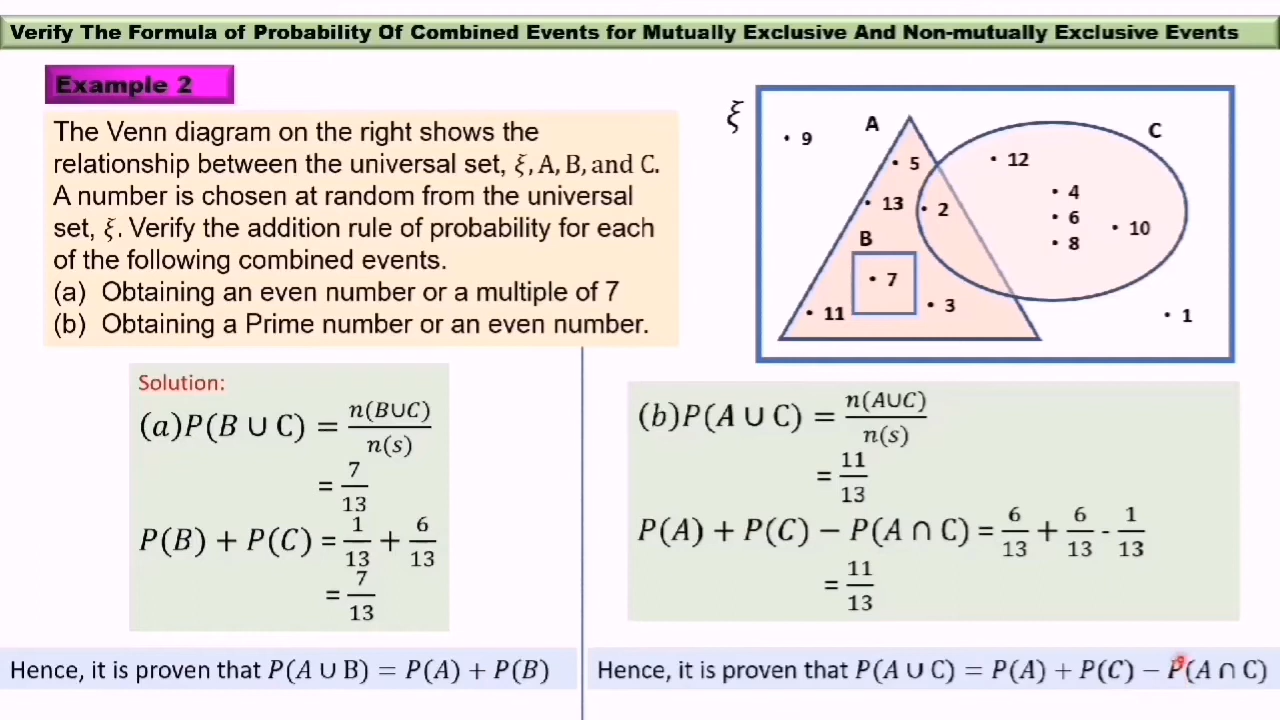 Verify The Formula of Probability Of Combined Events for Mutually Exclusive And Non-mutually Exclusive Events
Example 2
The Venn diagram on the right shows the
relationship between the universal set, ξ, A, B, and C.
A number is chosen at random from the universal
set, ξ. Verify the addition rule of probability for each
of the following combined events.
(a) Obtaining an even number or a multiple of 7
(b) Obtaining a Prime number or an even number.
ξ
• 9
A
C
• 5
• 12
• 13
• 2
• 4
• 6
• 8
• 10
B
• 7
• 11
• 3
• 1
Solution:
(a)P(B ∪ C) = n(B∪C)/n(s)
= 7/13
P(B) + P(C) = 1/13 + 6/13
= 7/13
Hence, it is proven that P(A ∪ B) = P(A) + P(B)
(b)P(A ∪ C) = n(A∪C)/n(s)
= 11/13
P(A) + P(C) − P(A ∩ C) = 6/13 + 6/13 - 1/13
= 11/13
Hence, it is proven that P(A ∪ C) = P(A) + P(C) − P(A ∩ C)